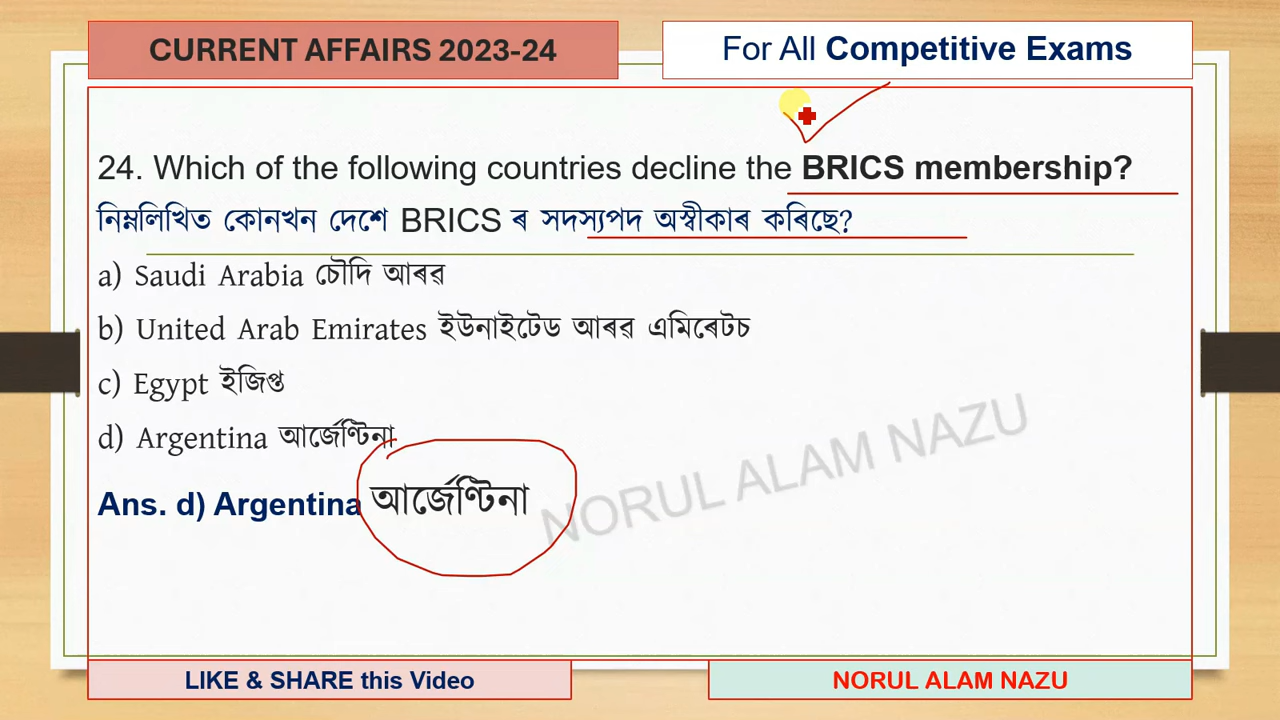 CURRENT AFFAIRS 2023-24
For All Competitive Exams
24. Which of the following countries decline the BRICS membership?
নিম্নলিখিত কোনখন দেশে BRICS ৰ সদস্যপদ অস্বীকাৰ কৰিছে?
a) Saudi Arabia চৌদি আৰৱ
b) United Arab Emirates ইউনাইটেড আৰৱ এমিৰেটচ
c) Egypt ইজিপ্ত
d) Argentina আৰ্জেণ্টিনা
Ans. d) Argentina আৰ্জেণ্টিনা
NORUL ALAM NAZU
LIKE & SHARE this Video
NORUL ALAM NAZU